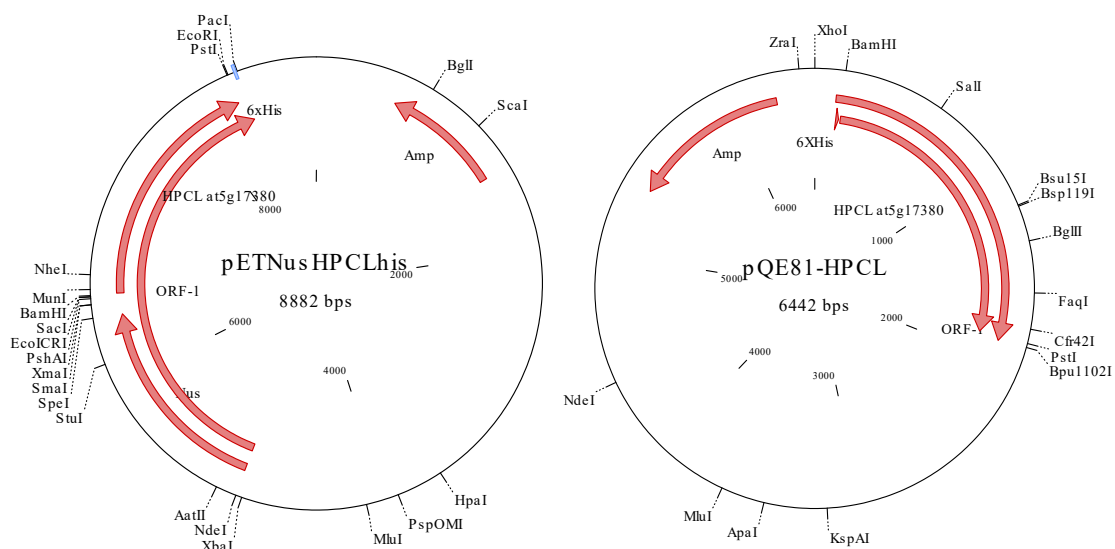 PacI
EcoRI
PstI
6xHis
BglI
ScaI
Amp
HPCL at5g17380
8000
pETNusHPCLhis
8882 bps
2000
4000
6000
ORF-1
Nus
NheI
MunI
BamHI
SacI
EcoICRI
PshAI
XmaI
SmaI
SpeI
StuI
AatII
NdeI
XbaI
MluI
PspOMI
HpaI
ZraI
XhoI
BamHI
SalI
Amp
6XHis
6000
HPCL at5g17380
1000
Bsu15I
Bsp119I
BglII
FaqI
Cfr42I
PstI
Bpu1102I
pQE81-HPCL
6442 bps
5000
2000
ORF-1
4000
3000
NdeI
MluI
ApaI
KspAI